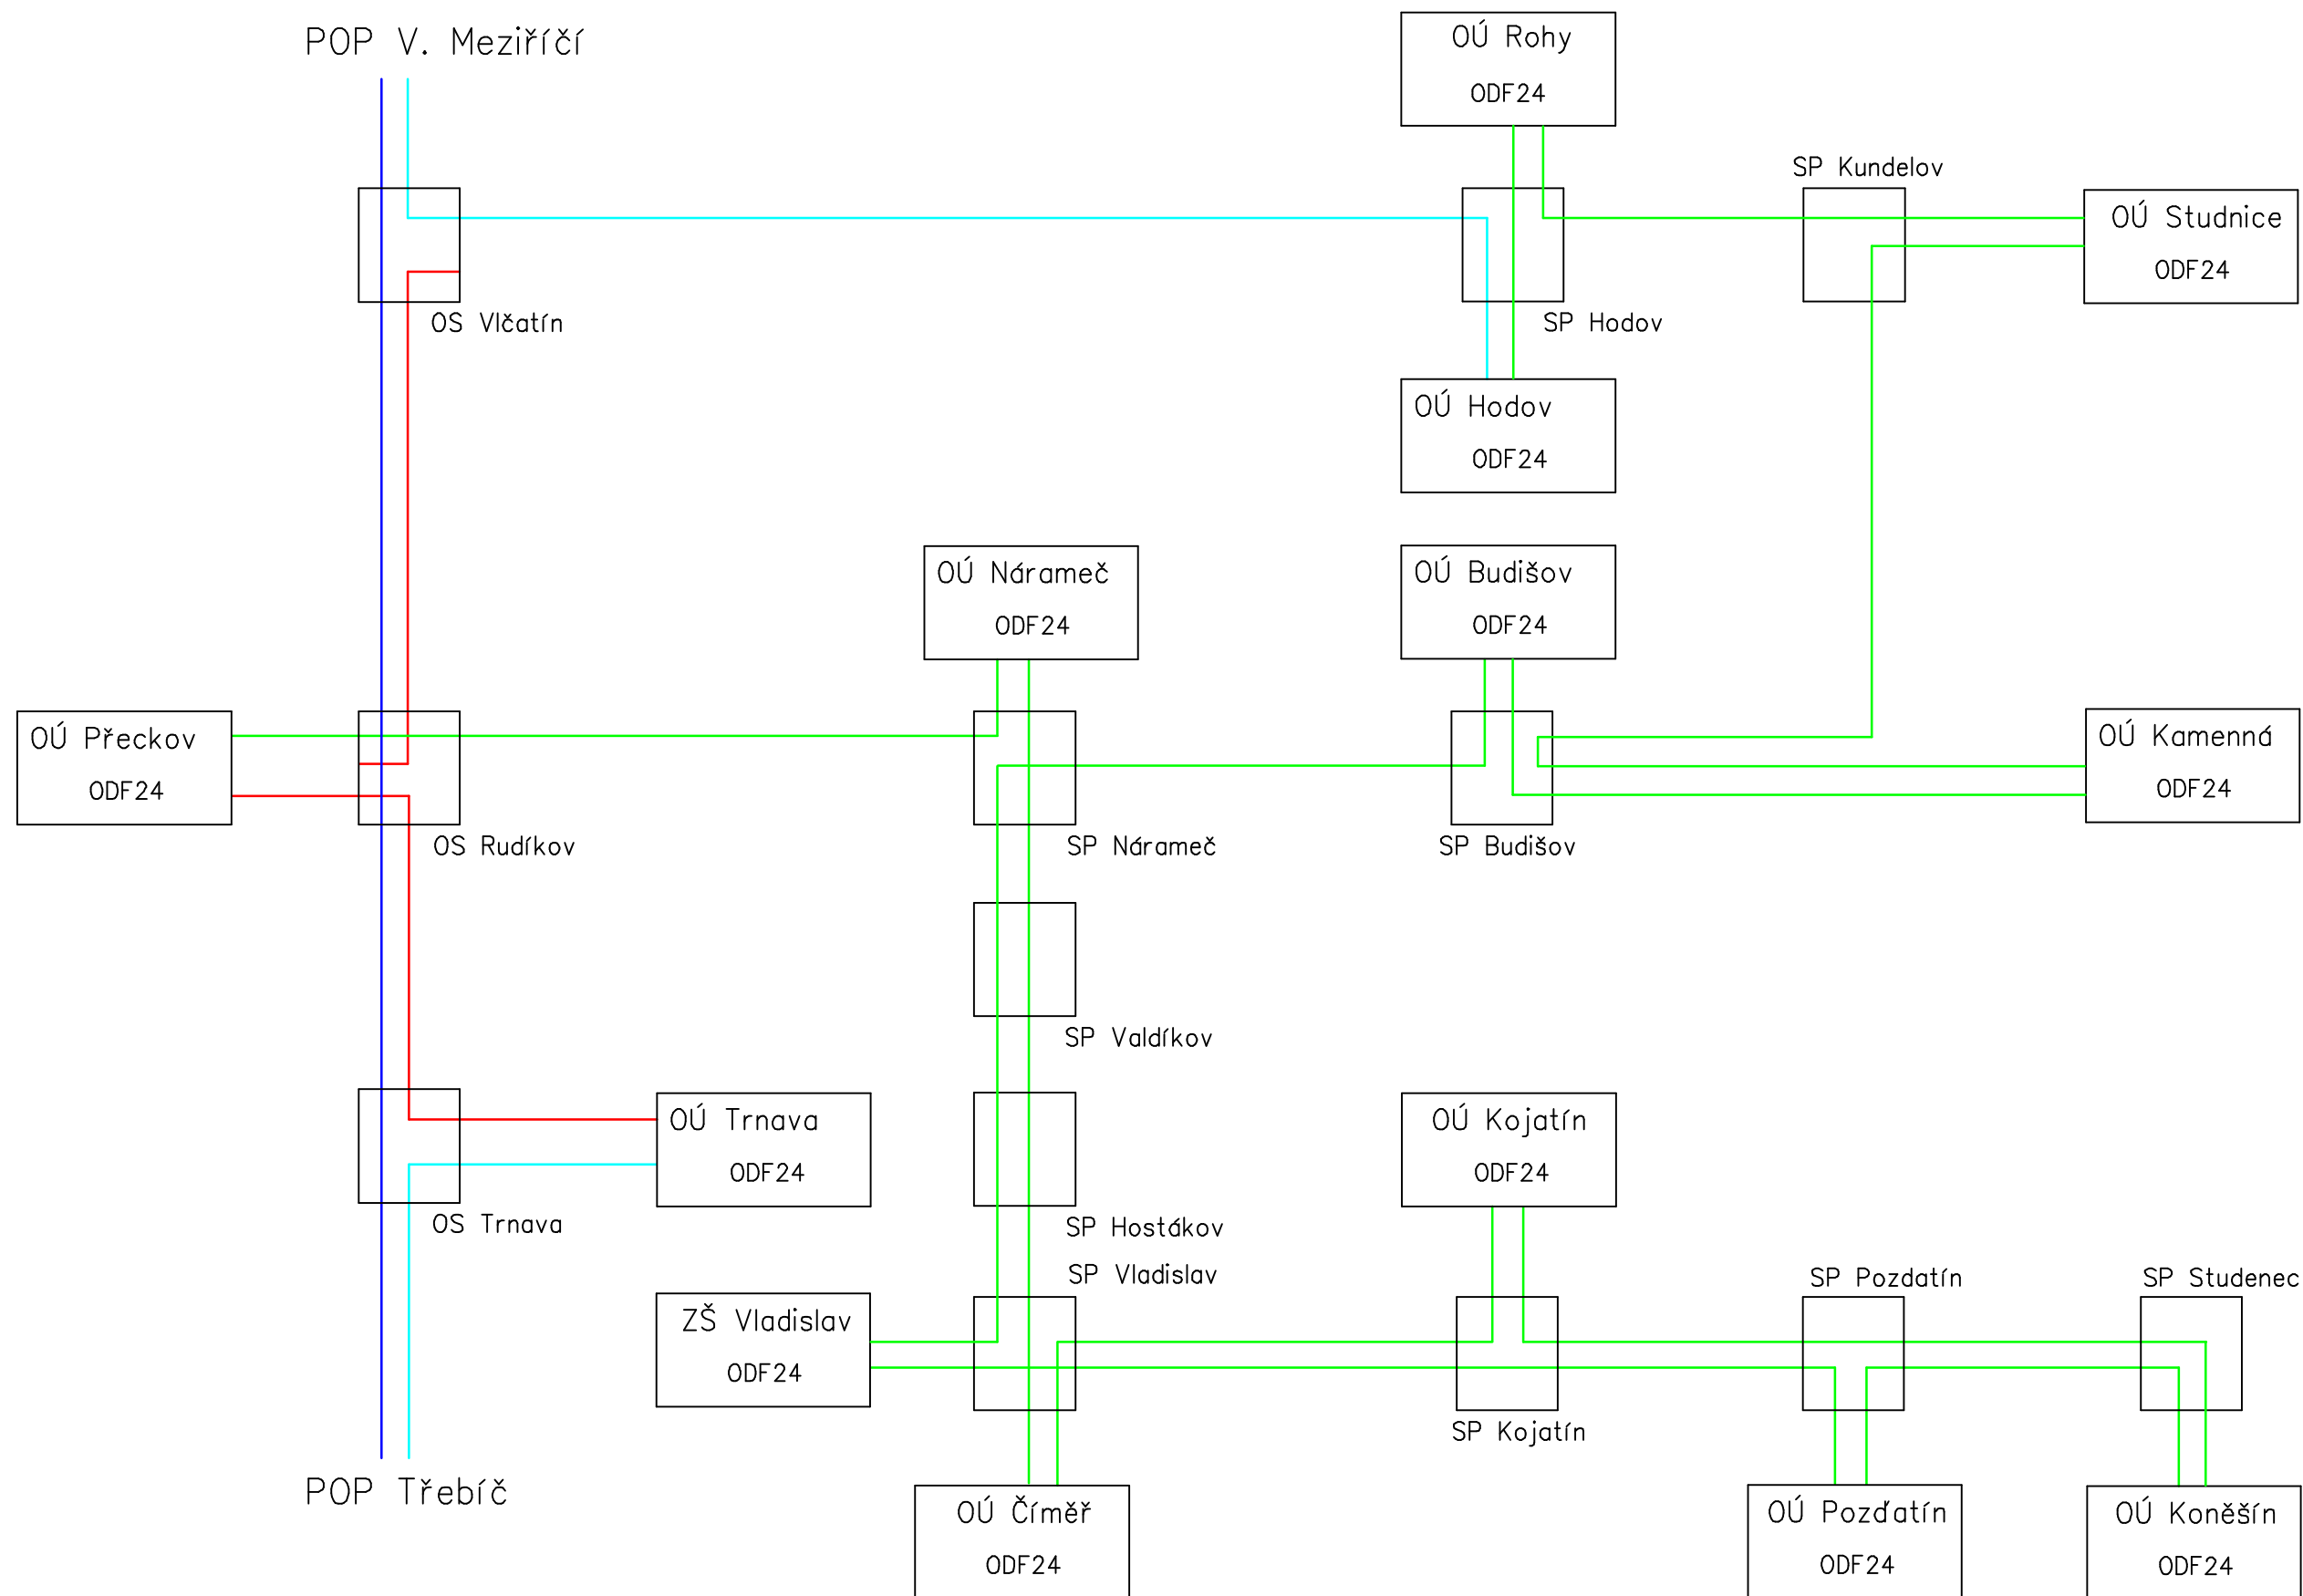 POP V. Meziříčí
OÚ Rohy
ODF24
SP Kundelov
OÚ Studnice
ODF24
OS Vlčatín
SP Hodov
OÚ Hodov
ODF24
OÚ Nárameč
ODF24
OÚ Budišov
ODF24
OÚ Přeckov
ODF24
OÚ Kamenná
ODF24
OS Rudíkov
SP Nárameč
SP Budišov
SP Valdíkov
OÚ Trnava
ODF24
OÚ Kojatín
ODF24
OS Trnava
SP Hostákov
SP Vladislav
SP Pozdatín
SP Studenec
ZŠ Vladislav
ODF24
SP Kojatín
POP Třebíč
OÚ Číměř
ODF24
OÚ Pozďatín
ODF24
OÚ Koněšín
ODF24